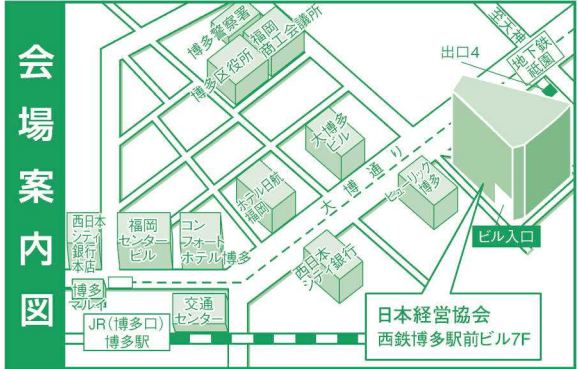 会場案内図
博多警察署
福岡
商工会議所
博多区役所
至天神
地下鉄
祇園
出口4
大博多
ビル
大博通り
ホテル日航
福岡
ヒューリック
博多
西日本
シティ
銀行
本店
福岡
センター
ビル
コン
フォート
ホテル博多
西日本
シティ銀行
ビル入口
博多
マルイ
交通
センター
JR(博多口)
博多駅
日本経営協会
西鉄博多駅前ビル7F